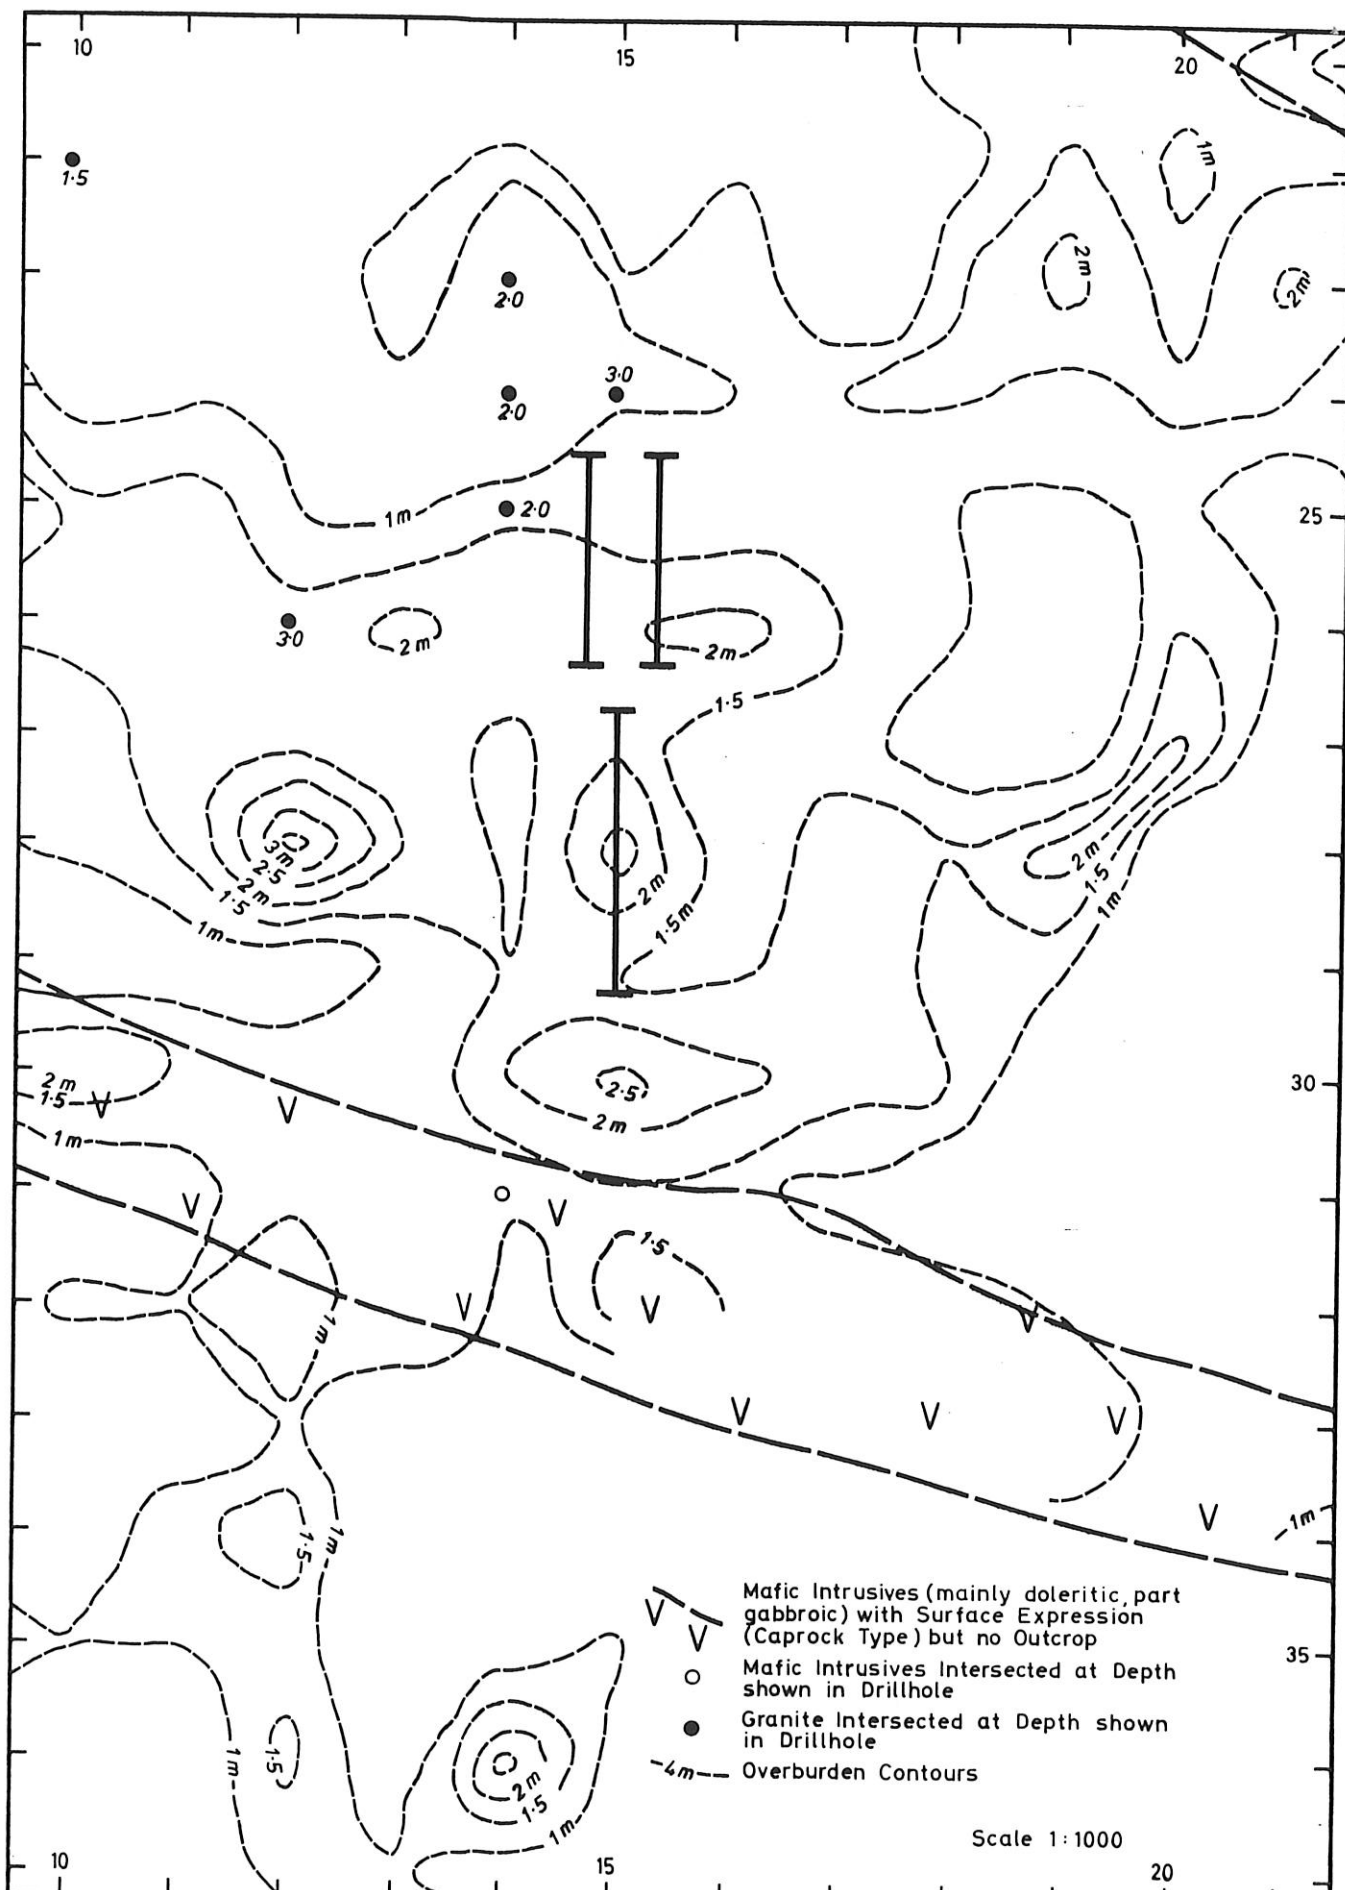 10
15
20
1m
1·5
2m
2m
2·0
3·0
2·0
1m
2·0
25
3·0
2m
2m
1·5
3m
2·5
2m
1·5
1m
2m
1·5m
2m
1·5
1m
2m
1·5
2·5
30
2m
1m
1·5
1m
1·5
1m
1m
Mafic Intrusives (mainly doleritic, part
gabbroic) with Surface Expression
(Caprock Type) but no Outcrop
Mafic Intrusives Intersected at Depth
shown in Drillhole
Granite Intersected at Depth shown
in Drillhole
-4m-- Overburden Contours
35
1m
1·5
2m
1·5
1m
Scale 1:1000
10
15
20